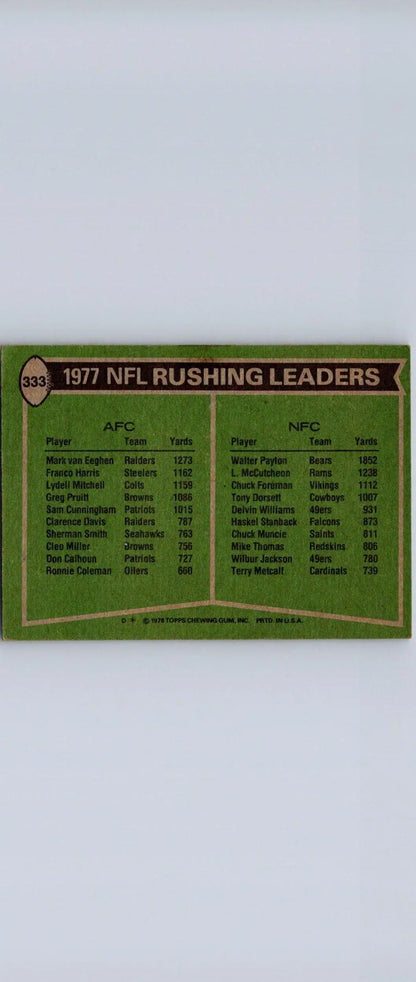 333 1977 NFL RUSHING LEADERS
AFC
Player Team Yards
Mark van Eeghen Raiders 1273
Franco Harris Steelers 1162
Lydell Mitchell Colts 1159
Greg Pruitt Browns 1086
Sam Cunningham Patriots 1015
Clarence Davis Raiders 787
Sherman Smith Seahawks 763
Cleo Miller Browns 756
Don Calhoun Patriots 727
Ronnie Coleman Oilers 660
NFC
Player Team Yards
Walter Payton Bears 1852
L. McCutcheon Rams 1238
Chuck Foreman Vikings 1112
Tony Dorsett Cowboys 1007
Delvin Williams 49ers 931
Haskel Stanback Falcons 873
Chuck Muncie Saints 811
Mike Thomas Redskins 806
Wilbur Jackson 49ers 780
Terry Metcalf Cardinals 739
D * © 1978 TOPPS CHEWING GUM, INC. PRTD. IN U.S.A.